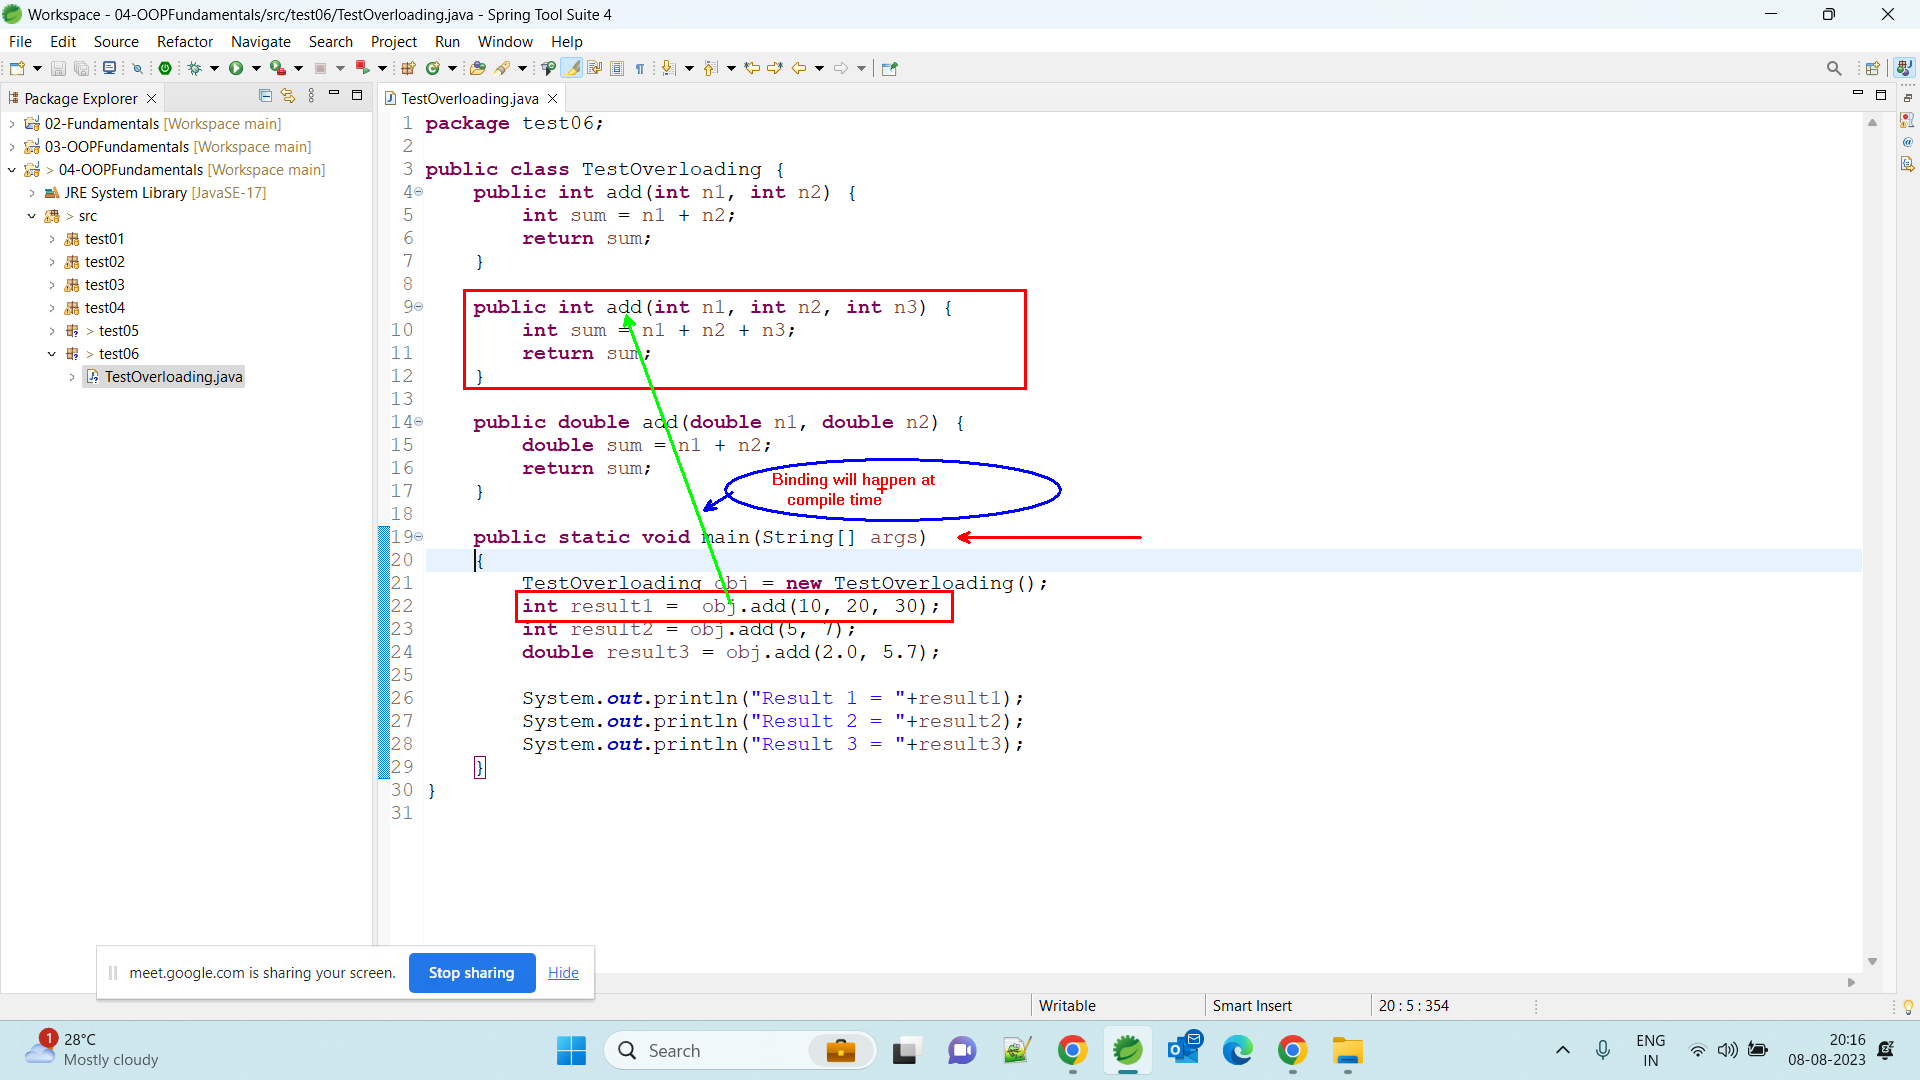 Workspace - 04-OOPFundamentals/src/test06/TestOverloading.java - Spring Tool Suite 4
File Edit Source Refactor Navigate Search Project Run Window Help
Package Explorer
TestOverloading.java
02-Fundamentals [Workspace main]
03-OOPFundamentals [Workspace main]
> 04-OOPFundamentals [Workspace main]
JRE System Library [JavaSE-17]
> src
test01
test02
test03
test04
> test05
> test06
TestOverloading.java
1 package test06;
2
3 public class TestOverloading {
4 public int add(int n1, int n2) {
5 int sum = n1 + n2;
6 return sum;
7 }
8
9 public int add(int n1, int n2, int n3) {
10 int sum = n1 + n2 + n3;
11 return sum;
12 }
13
14 public double add(double n1, double n2) {
15 double sum = n1 + n2;
16 return sum;
17 }
Binding will happen at
compile time
18
19 public static void main(String[] args)
20 {
21 TestOverloading obj = new TestOverloading();
22 int result1 = obj.add(10, 20, 30);
23 int result2 = obj.add(5, 7);
24 double result3 = obj.add(2.0, 5.7);
25
26 System.out.println("Result 1 = "+result1);
27 System.out.println("Result 2 = "+result2);
28 System.out.println("Result 3 = "+result3);
29 }
30 }
31
meet.google.com is sharing your screen. Stop sharing Hide
Writable Smart Insert 20 : 5 : 354
1
28°C
Mostly cloudy
Search
ENG
IN
20:16
08-08-2023